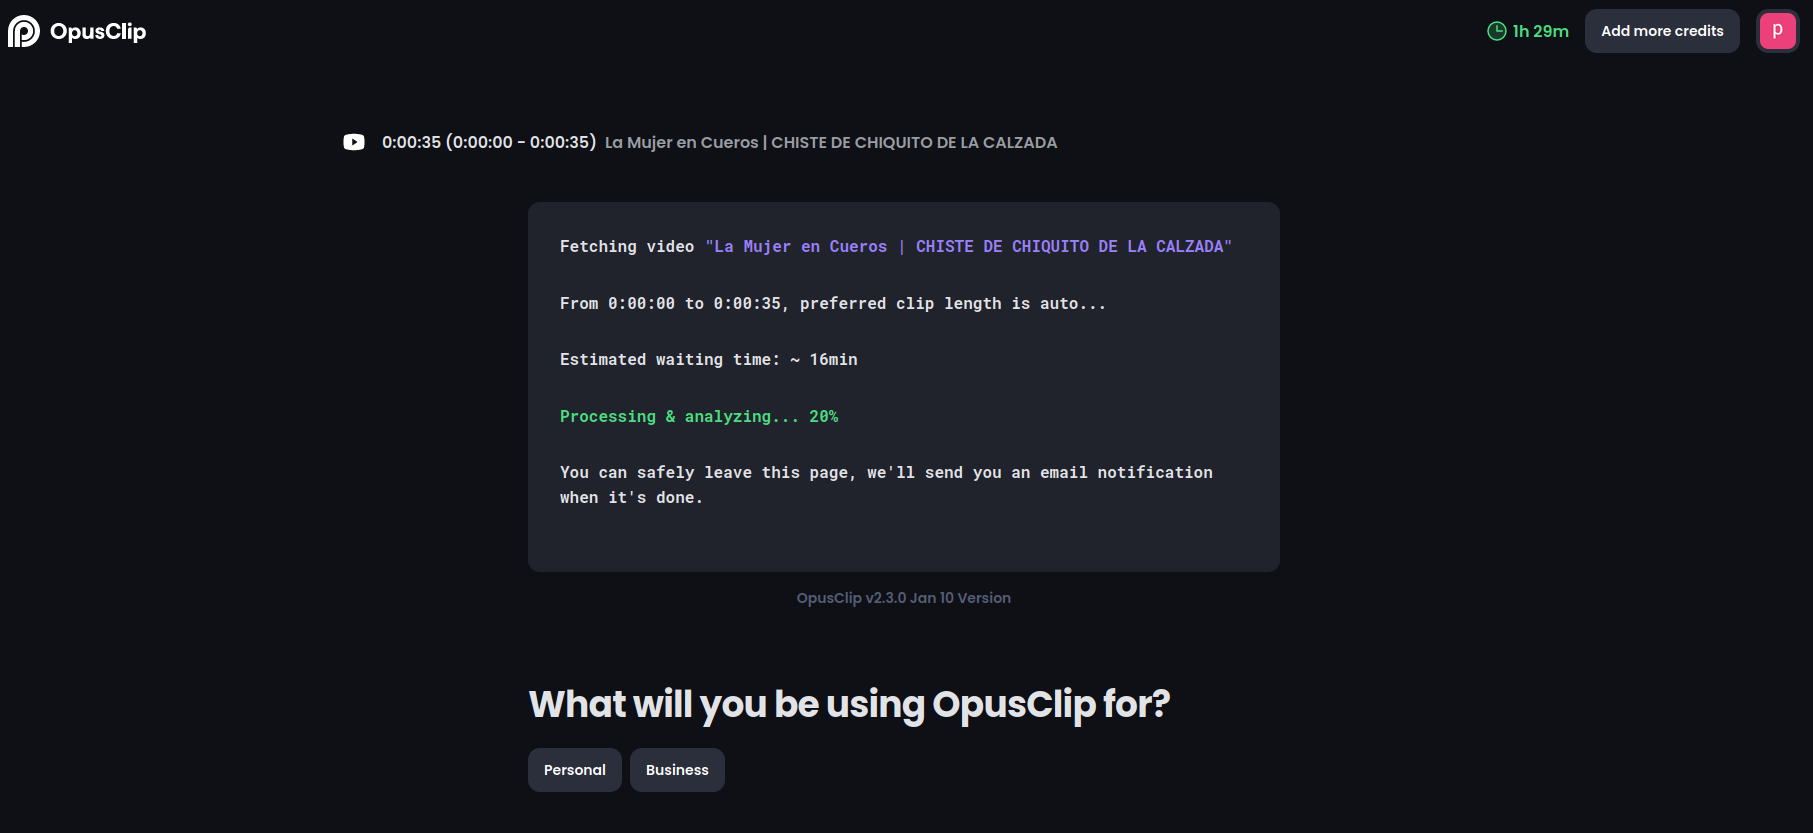 OpusClip
1h 29m
Add more credits
p
0:00:35 (0:00:00 - 0:00:35) La Mujer en Cueros | CHISTE DE CHIQUITO DE LA CALZADA
Fetching video "La Mujer en Cueros | CHISTE DE CHIQUITO DE LA CALZADA"
From 0:00:00 to 0:00:35, preferred clip length is auto...
Estimated waiting time: ~ 16min
Processing & analyzing... 20%
You can safely leave this page, we'll send you an email notification
when it's done.
OpusClip v2.3.0 Jan 10 Version
What will you be using OpusClip for?
Personal
Business